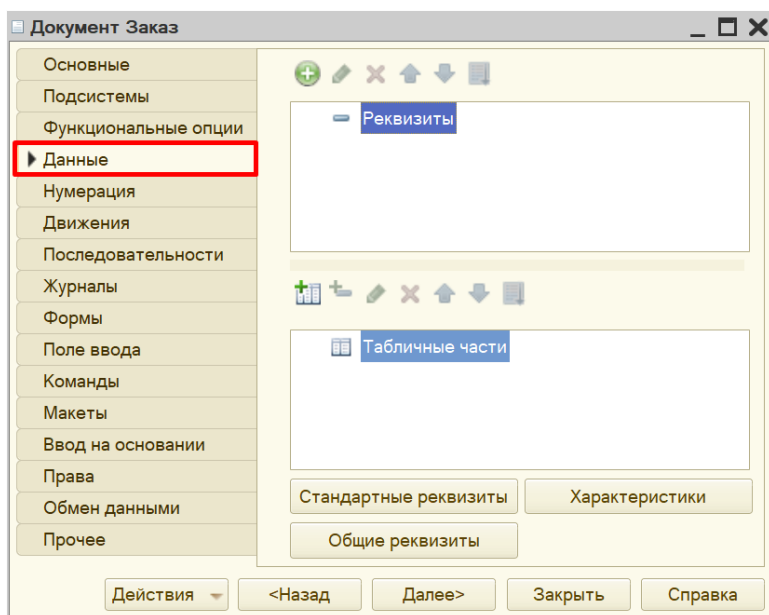 Документ Заказ
Основные
Подсистемы
Функциональные опции
Данные
Нумерация
Движения
Последовательности
Журналы
Формы
Поле ввода
Команды
Макеты
Ввод на основании
Права
Обмен данными
Прочее
Реквизиты
Табличные части
Стандартные реквизиты
Характеристики
Общие реквизиты
Действия
<Назад
Далее>
Закрыть
Справка